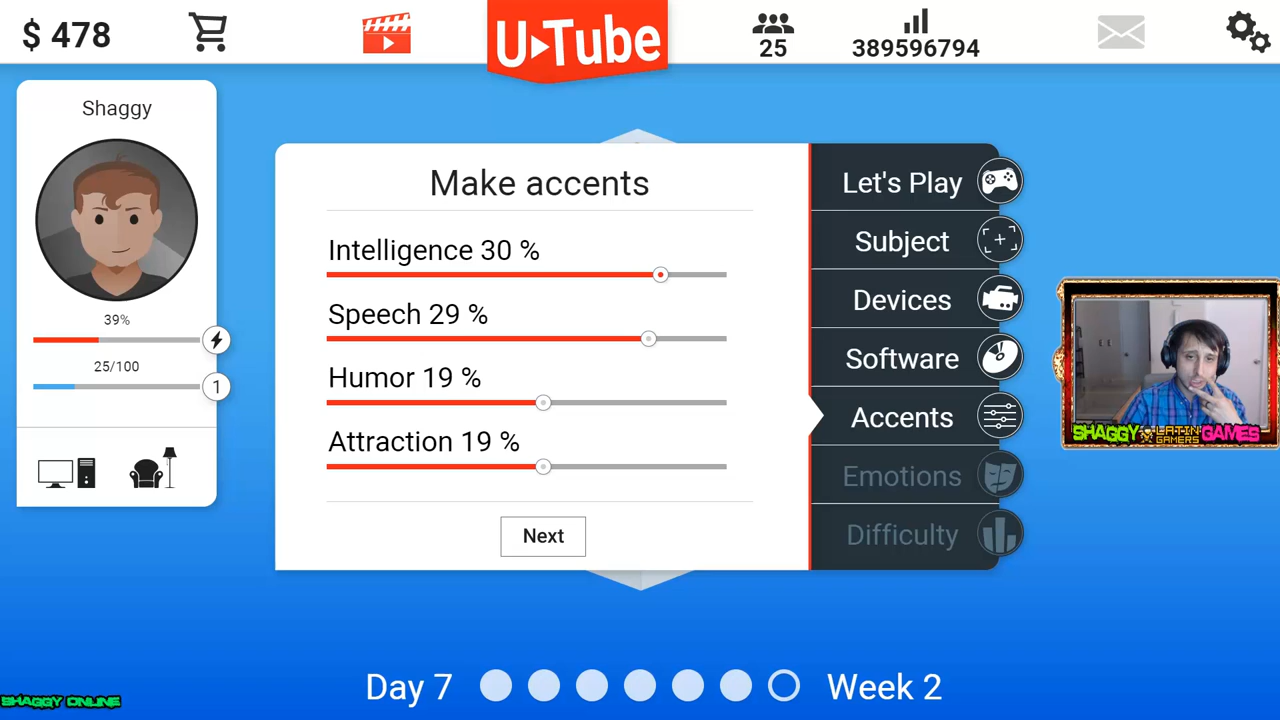 $ 478
U Tube
25
389596794
Shaggy
39%
25/100
1
Make accents
Intelligence 30 %
Speech 29 %
Humor 19 %
Attraction 19 %
Next
Let's Play
Subject
Devices
Software
Accents
Emotions
Difficulty
SHAGGY LATIN GAMERS GAMES
Day 7
Week 2
SHAGGY ONLINE